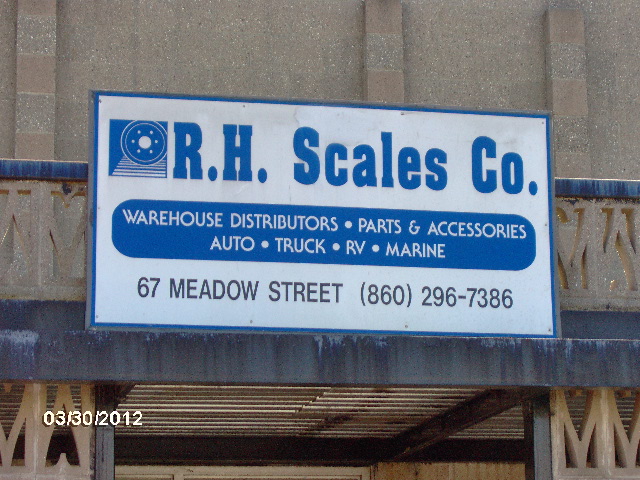 R.H. Scales Co.
WAREHOUSE DISTRIBUTORS • PARTS & ACCESSORIES
AUTO • TRUCK • RV • MARINE
67 MEADOW STREET (860) 296-7386
03/30/2012